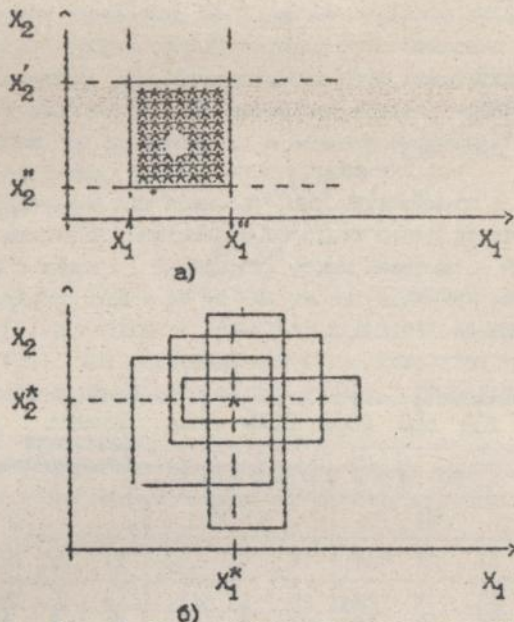 X₂
X₂'
X₂"
X₁' X₁" X₁
а)
X₂
X₂*
X₁* X₁
б)